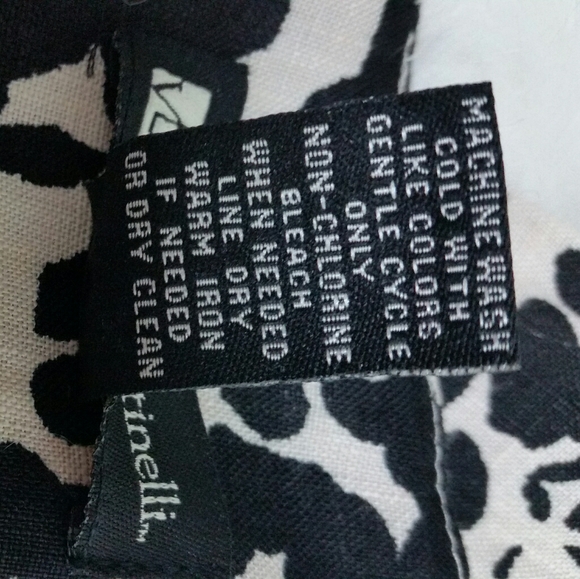 MACHINE WASH
COLD WITH
LIKE COLORS
GENTLE CYCLE
ONLY
NON-CHLORINE
BLEACH
WHEN NEEDED
LINE DRY
WARM IRON
IF NEEDED
OR DRY CLEAN
tinelli™